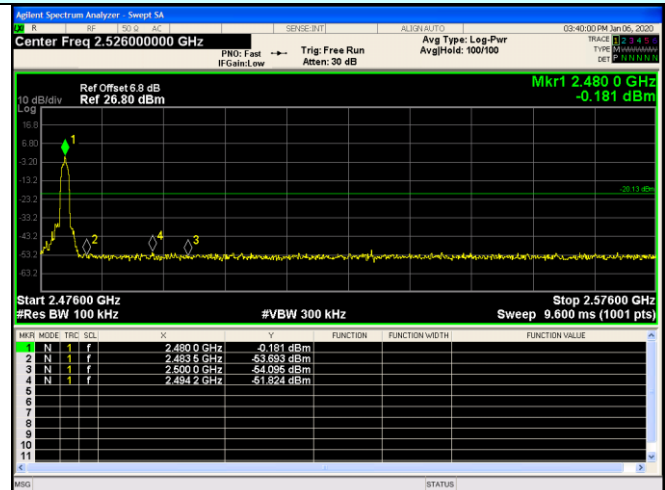 Agilent Spectrum Analyzer - Swept SA
R RF 50 Ω AC SENSE:INT ALIGN AUTO 03:40:00 PM Jan 06, 2020
Center Freq 2.526000000 GHz PNO: Fast Trig: Free Run Avg Type: Log-Pwr TRACE 1 2 3 4 5 6
IFGain:Low Atten: 30 dB Avg|Hold: 100/100 TYPE M
DET P N N N N N
Mkr1 2.480 0 GHz
Ref Offset 6.8 dB
10 dB/div Ref 26.80 dBm -0.181 dBm
Log
16.8
6.80
1
-3.20
-13.2
-20.13 dBm
-23.2
-33.2
-43.2
2 4 3
-53.2
-63.2
Start 2.47600 GHz Stop 2.57600 GHz
#Res BW 100 kHz #VBW 300 kHz Sweep 9.600 ms (1001 pts)
MKR MODE TRC SCL X Y FUNCTION FUNCTION WIDTH FUNCTION VALUE
1 N 1 f 2.480 0 GHz -0.181 dBm
2 N 1 f 2.483 5 GHz -53.693 dBm
3 N 1 f 2.500 0 GHz -54.095 dBm
4 N 1 f 2.494 2 GHz -51.824 dBm
5
6
7
8
9
10
11
MSG STATUS